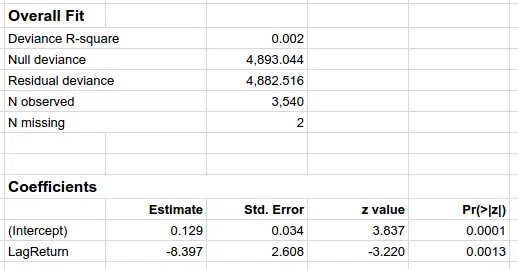 Overall Fit
Deviance R-square 0.002
Null deviance 4,893.044
Residual deviance 4,882.516
N observed 3,540
N missing 2
Coefficients
Estimate Std. Error z value Pr(>|z|)
(Intercept) 0.129 0.034 3.837 0.0001
LagReturn -8.397 2.608 -3.220 0.0013